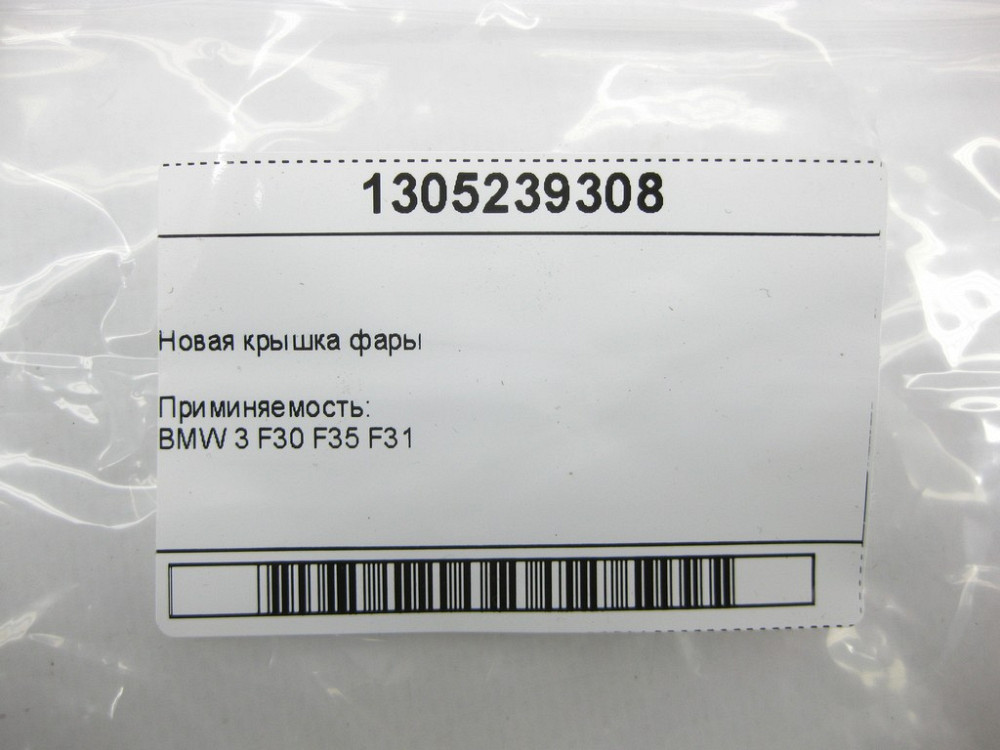 1305239308
Новая крышка фары
Приминяемость:
BMW 3 F30 F35 F31